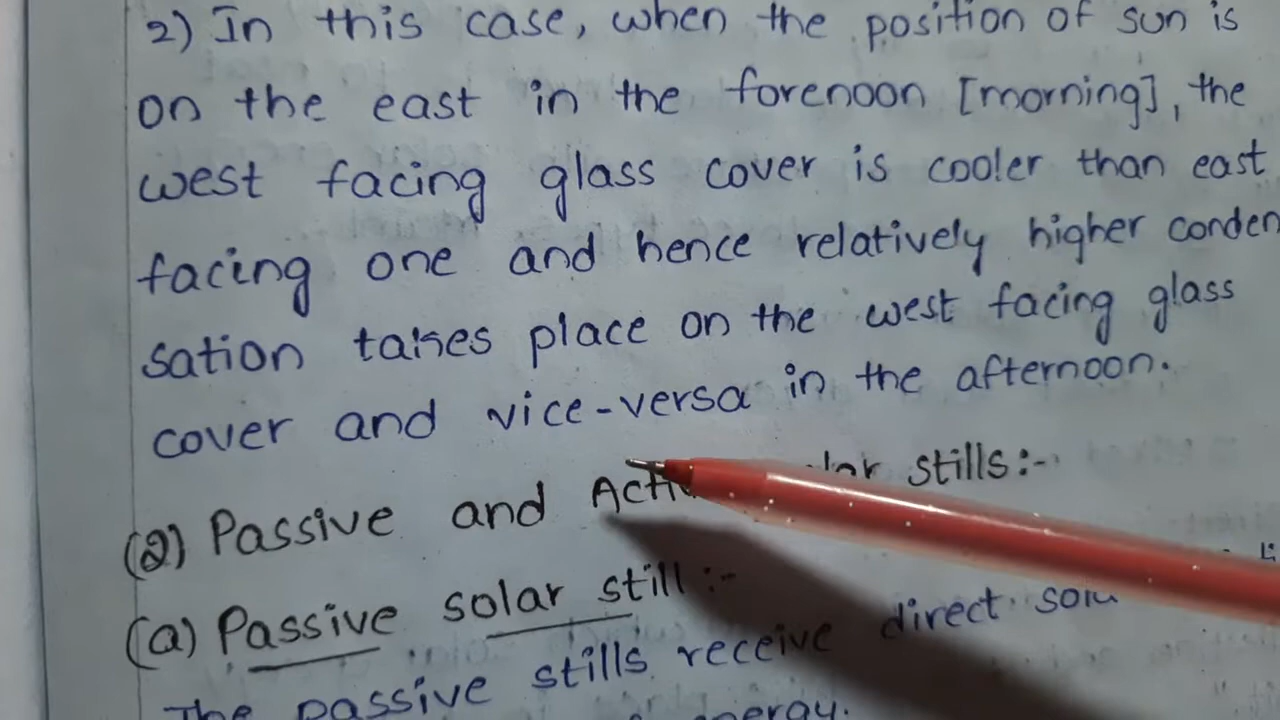 2) In this case, when the position of sun is
on the east in the forenoon [morning], the
west facing glass cover is cooler than east
facing one and hence relatively higher conden
sation takes place on the west facing glass
cover and vice-versa in the afternoon.
(2) Passive and stills:-
(a) Passive solar still :-
The passive stills receive direct